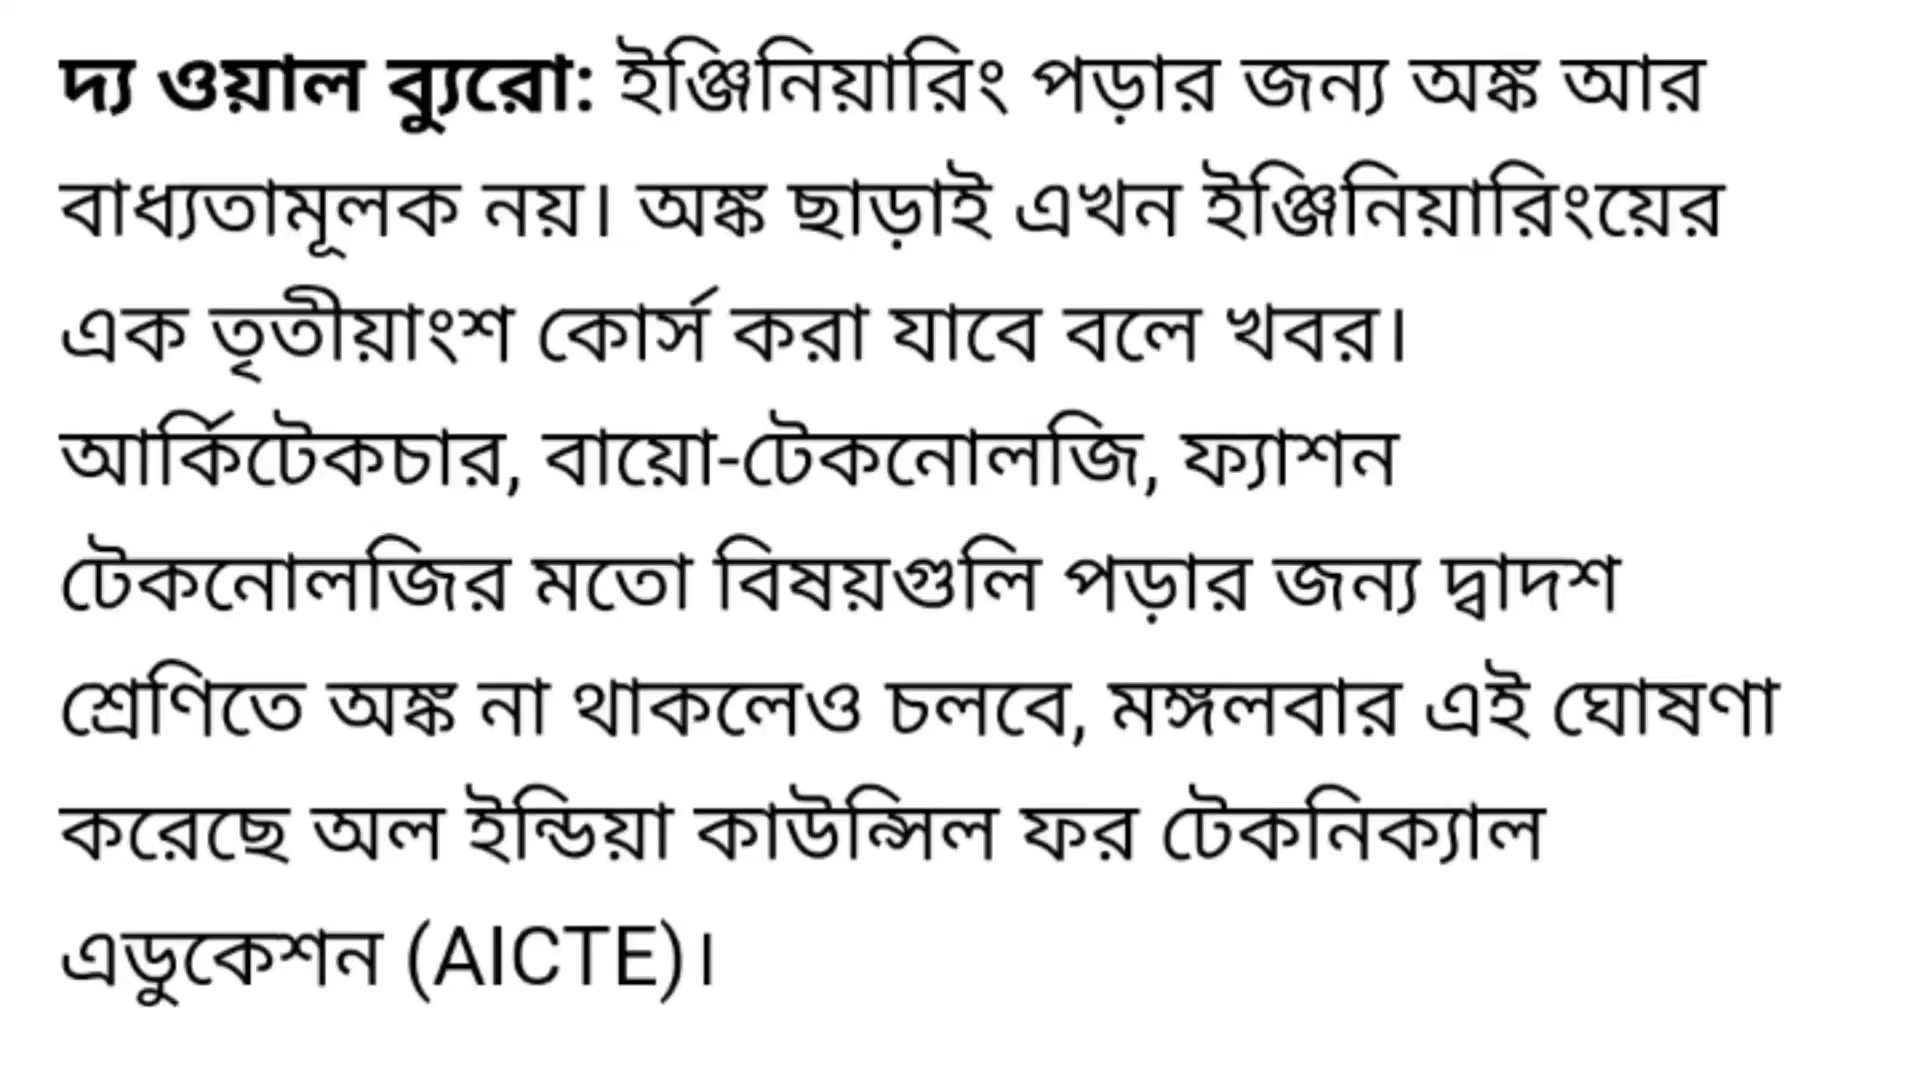 দ্য ওয়াল ব্যুরো: ইঞ্জিনিয়ারিং পড়ার জন্য অঙ্ক আর
বাধ্যতামূলক নয়। অঙ্ক ছাড়াই এখন ইঞ্জিনিয়ারিংয়ের
এক তৃতীয়াংশ কোর্স করা যাবে বলে খবর।
আর্কিটেকচার, বায়ো-টেকনোলজি, ফ্যাশন
টেকনোলজির মতো বিষয়গুলি পড়ার জন্য দ্বাদশ
শ্রেণিতে অঙ্ক না থাকলেও চলবে, মঙ্গলবার এই ঘোষণা
করেছে অল ইন্ডিয়া কাউন্সিল ফর টেকনিক্যাল
এডুকেশন (AICTE)।